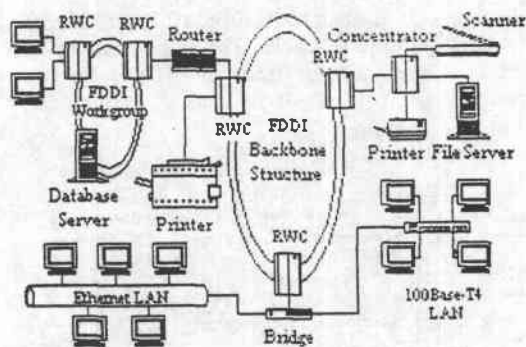 RWC
RWC
Router
Concentrator
Scanner
FDDI
Workgroup
RWC
RWC
FDDI
Backbone
Structure
Printer
File Server
Database
Server
Printer
RWC
Ethernet LAN
Bridge
100Base-T4
LAN